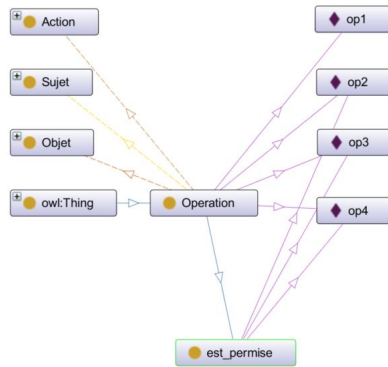 Action
op1
Sujet
op2
Objet
op3
owl:Thing
Operation
op4
est_permise